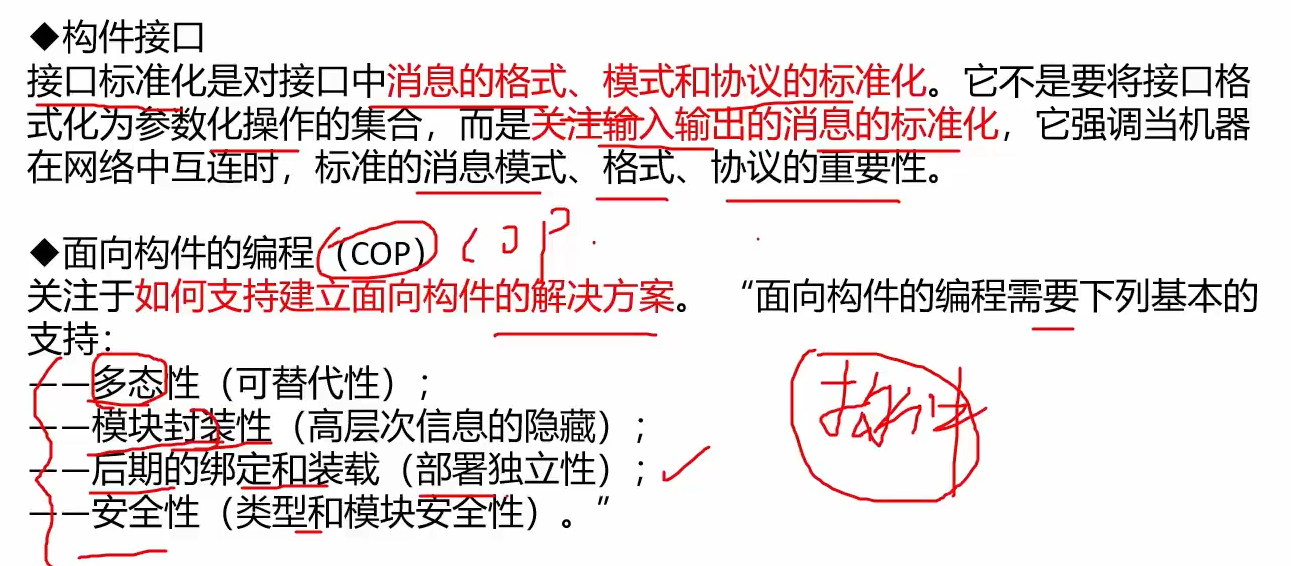 ◆构件接口
接口标准化是对接口中消息的格式、模式和协议的标准化。它不是要将接口格
式化为参数化操作的集合，而是关注输入输出的消息的标准化，它强调当机器
在网络中互连时，标准的消息模式、格式、协议的重要性。
◆面向构件的编程（COP） COP
关注于如何支持建立面向构件的解决方案。 “面向构件的编程需要下列基本的
支持：
——多态性（可替代性）；
——模块封装性（高层次信息的隐藏）；
——后期的绑定和装载（部署独立性）；
——安全性（类型和模块安全性）。”
构件